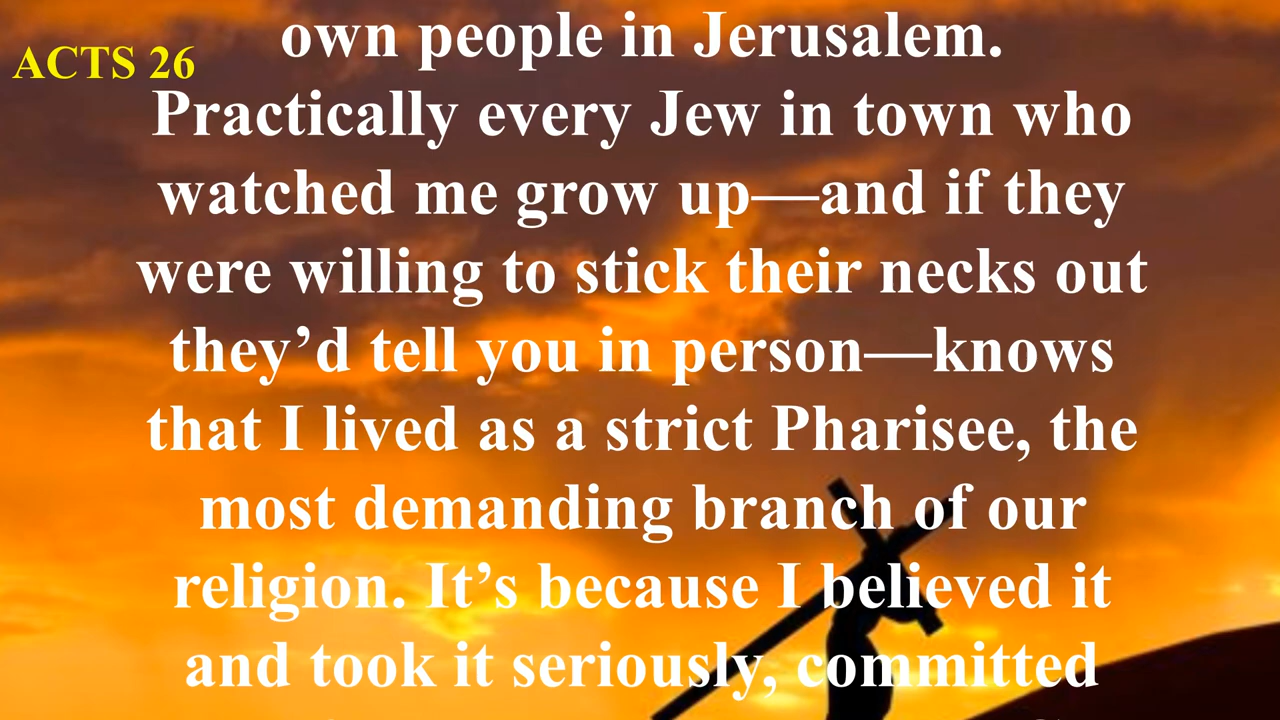 ACTS 26
own people in Jerusalem.
Practically every Jew in town who
watched me grow up—and if they
were willing to stick their necks out
they’d tell you in person—knows
that I lived as a strict Pharisee, the
most demanding branch of our
religion. It’s because I believed it
and took it seriously, committed